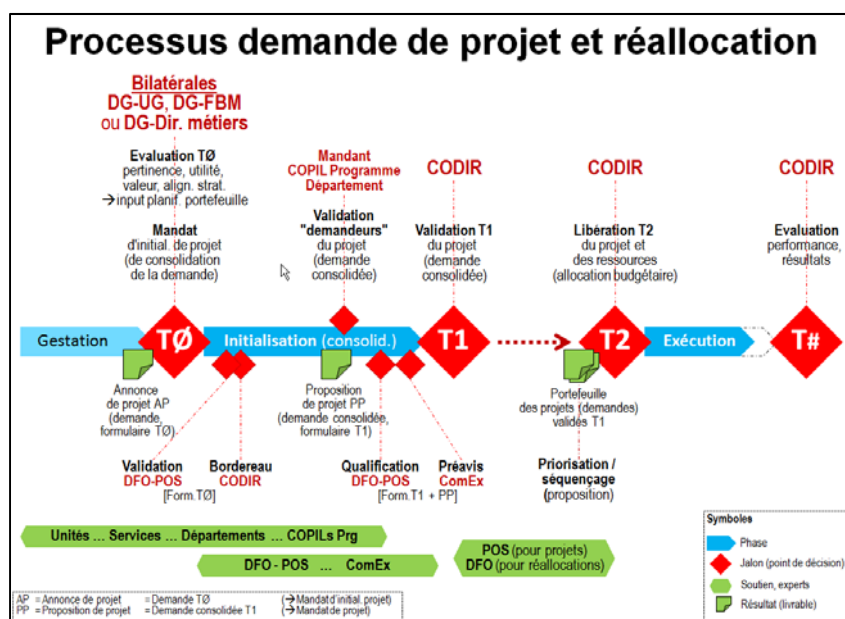 Processus demande de projet et réallocation
Bilatérales
DG-UG, DG-FBM
ou DG-Dir. métiers
Evaluation TØ
pertinence, utilité,
valeur, align. strat.
→input planif. portefeuille
Mandat
d'initial. de projet
(de consolidation
de la demande)
Mandant
COPIL Programme
Département
Validation
"demandeurs"
du projet
(demande
consolidée)
CODIR
Validation T1
du projet
(demande
consolidée)
CODIR
Libération T2
du projet et
des ressources
(allocation budgétaire)
CODIR
Evaluation
performance,
résultats
Gestation
TØ
Initialisation (consolid.)
T1
T2
Exécution
T#
Annonce
de projet AP
(demande,
formulaire TØ)
Proposition
de projet PP
(demande consolidée,
formulaire T1)
Portefeuille
des projets (demandes)
validés T1
Validation
DFO-POS
Bordereau
CODIR
[Form.TØ]
Qualification
DFO-POS
Préavis
ComEx
[Form.T1 + PP]
Priorisation /
séquençage
(proposition)
Unités ... Services ... Départements ... COPILs Prg
DFO - POS ... ComEx
POS (pour projets)
DFO (pour réallocations)
Symboles
Phase
Jalon (point de décision)
Soutien, experts
Résultat (livrable)
AP = Annonce de projet = Demande TØ (→Mandat d'initial. projet)
PP = Proposition de projet = Demande consolidée T1 (→Mandat de projet)